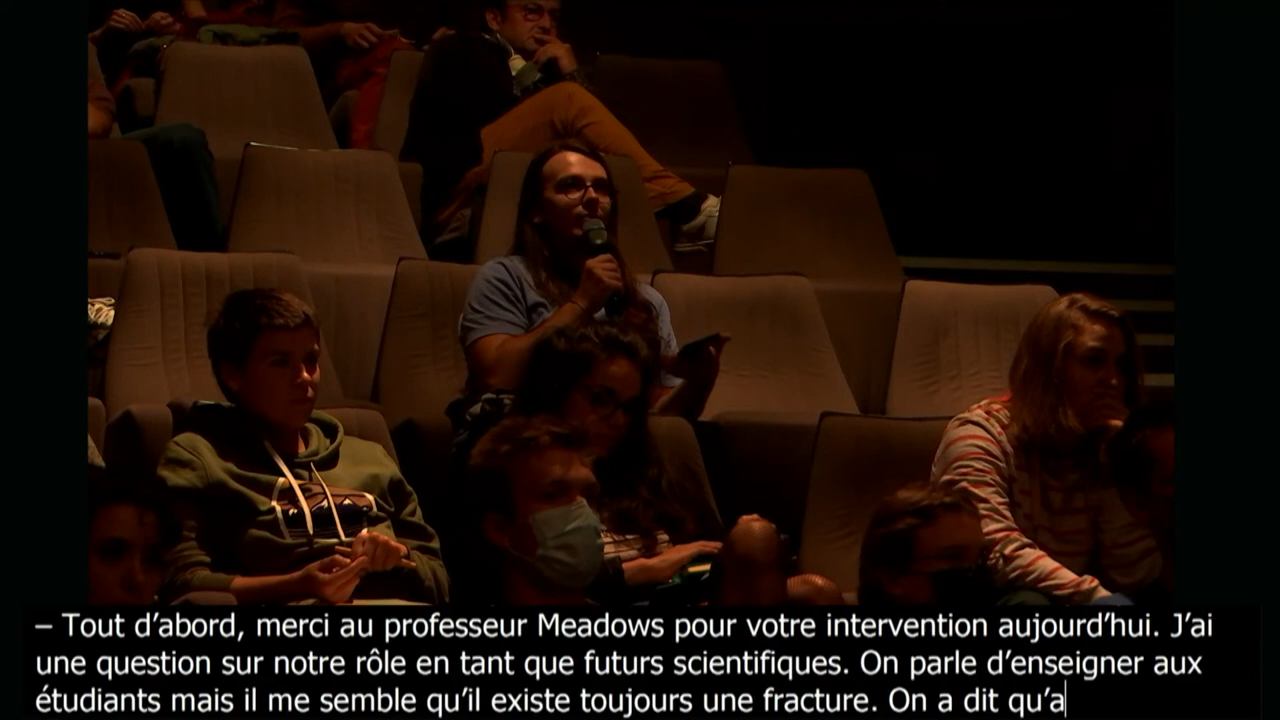 – Tout d’abord, merci au professeur Meadows pour votre intervention aujourd’hui. J’ai
une question sur notre rôle en tant que futurs scientifiques. On parle d’enseigner aux
étudiants mais il me semble qu’il existe toujours une fracture. On a dit qu’a